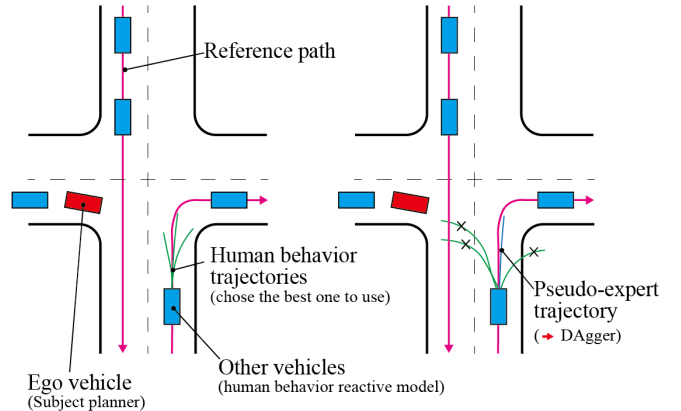 Reference path
Human behavior
trajectories
(chose the best one to use)
Other vehicles
(human behavior reactive model)
Ego vehicle
(Subject planner)
Pseudo-expert
trajectory
(→ DAgger)